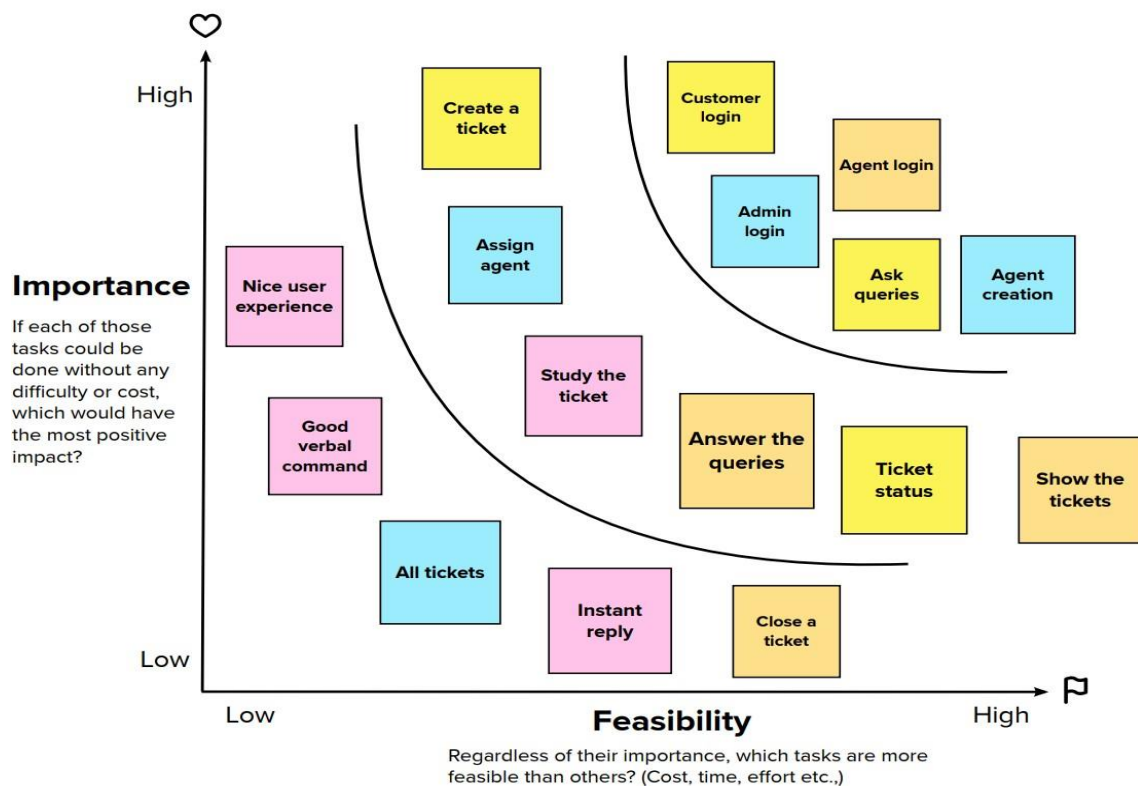 High
Create a
ticket
Customer
login
Agent login
Admin
login
Assign
agent
Ask
queries
Agent
creation
Nice user
experience
Importance
If each of those
tasks could be
done without any
difficulty or cost,
which would have
the most positive
impact?
Study the
ticket
Good
verbal
command
Answer the
queries
Ticket
status
Show the
tickets
All tickets
Instant
reply
Close a
ticket
Low
Low
Feasibility
High
Regardless of their importance, which tasks are more
feasible than others? (Cost, time, effort etc.,)